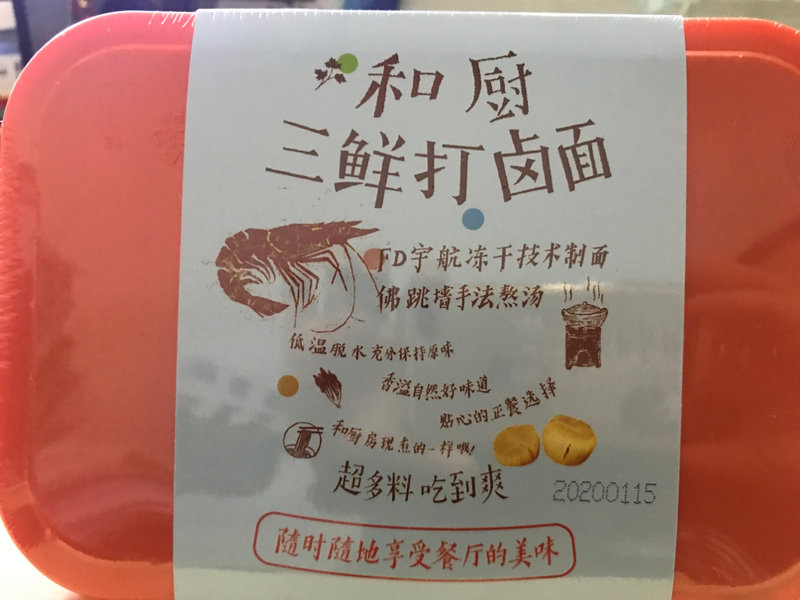 和厨
三鲜打卤面
FD宇航冻干技术制面
佛跳墙手法熬汤
低温脱水充分保持原味
香溢自然好味道
贴心的正餐选择
和厨房现煮的一样哦!
超多料吃到爽
20200115
随时随地享受餐厅的美味